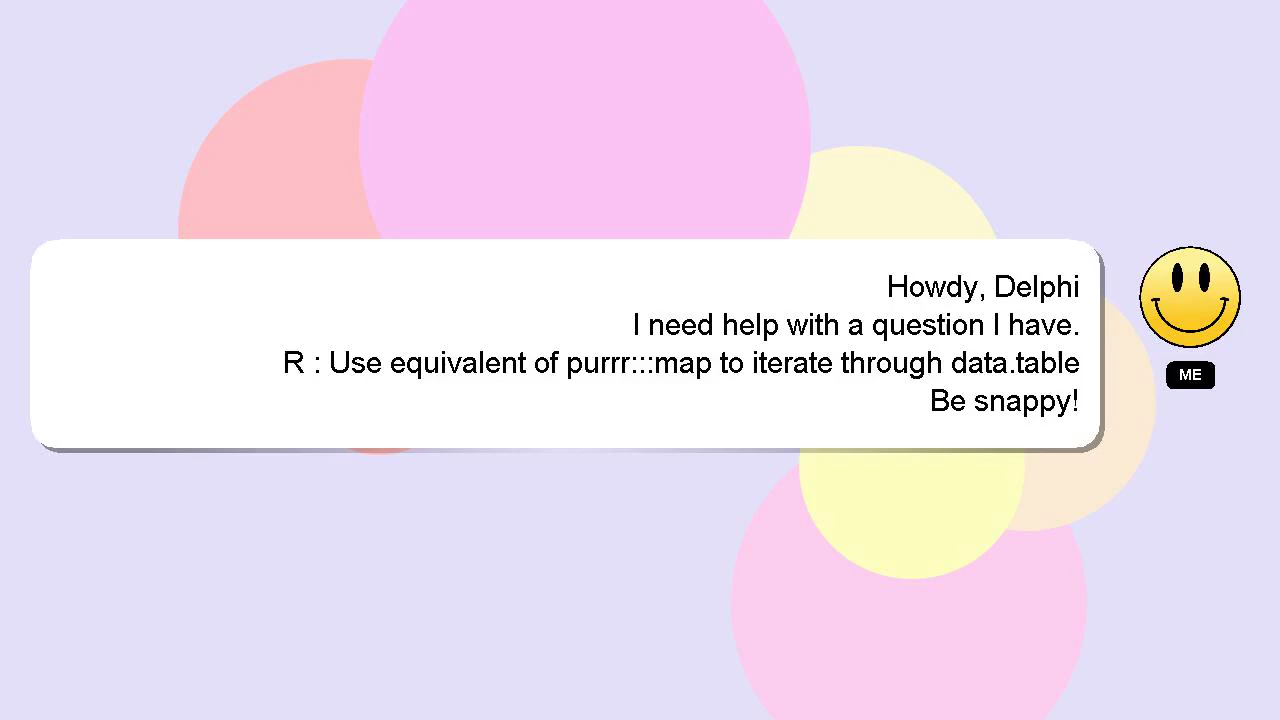 Howdy, Delphi
I need help with a question I have.
R : Use equivalent of purrr:::map to iterate through data.table
Be snappy!
ME